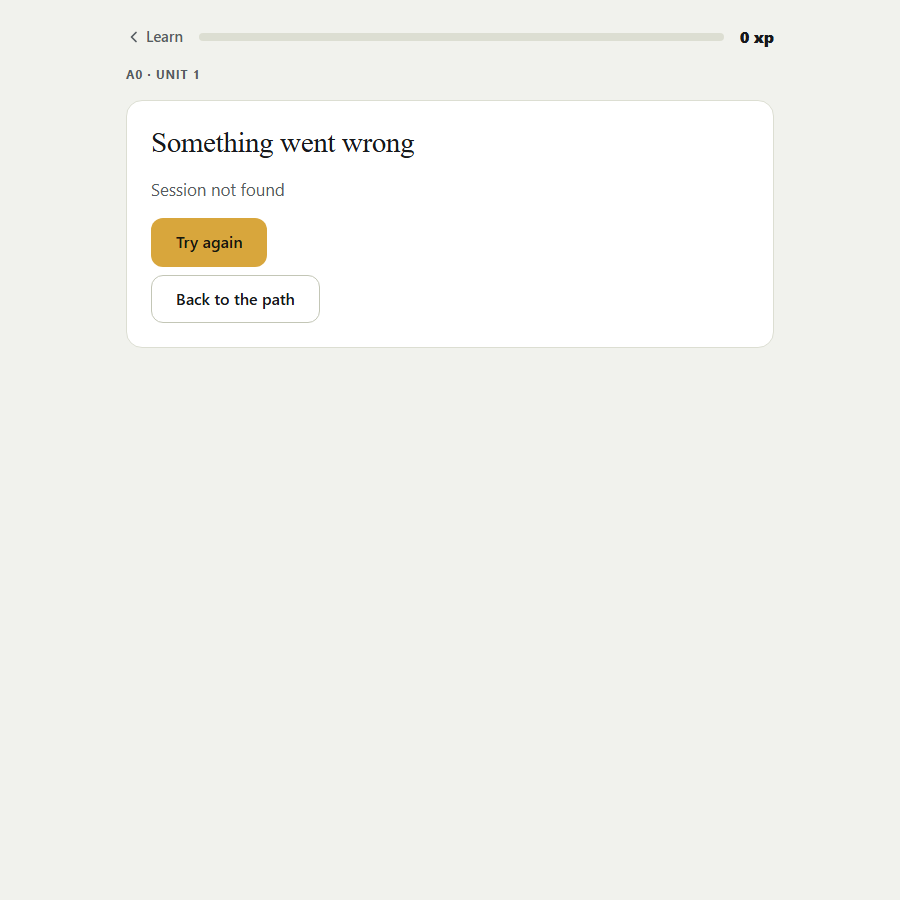 Learn
0 xp
A0 · UNIT 1
Something went wrong
Session not found
Try again
Back to the path